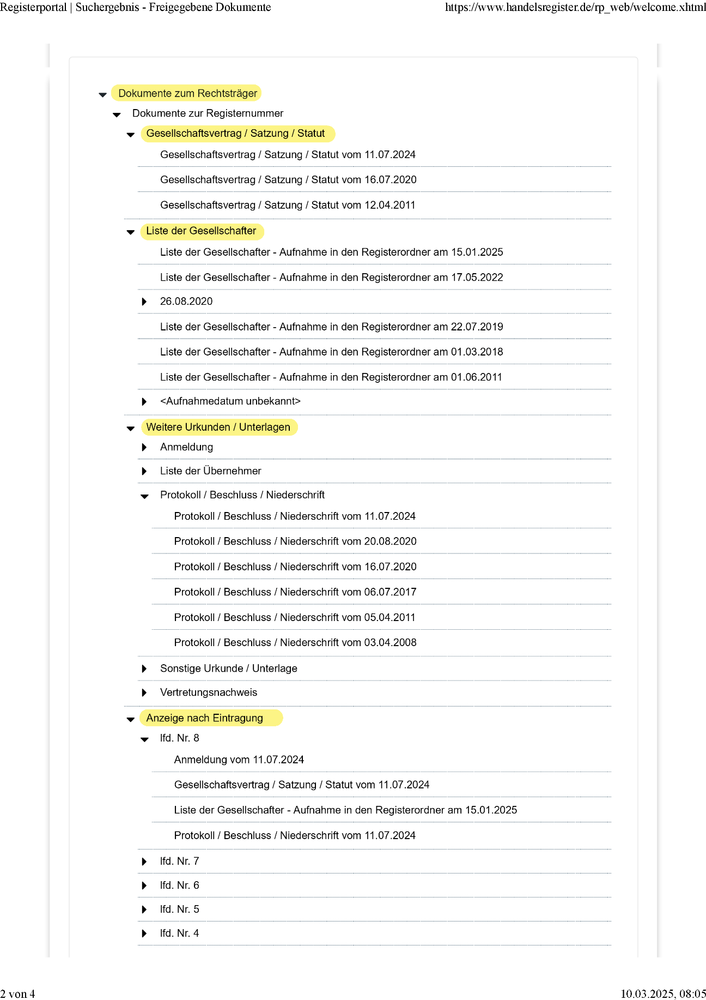 Registerportal | Suchergebnis - Freigegebene Dokumente
https://www.handelsregister.de/rp_web/welcome.xhtml
Dokumente zum Rechtsträger
Dokumente zur Registernummer
Gesellschaftsvertrag / Satzung / Statut
Gesellschaftsvertrag / Satzung / Statut vom 11.07.2024
Gesellschaftsvertrag / Satzung / Statut vom 16.07.2020
Gesellschaftsvertrag / Satzung / Statut vom 12.04.2011
Liste der Gesellschafter
Liste der Gesellschafter - Aufnahme in den Registerordner am 15.01.2025
Liste der Gesellschafter - Aufnahme in den Registerordner am 17.05.2022
26.08.2020
Liste der Gesellschafter - Aufnahme in den Registerordner am 22.07.2019
Liste der Gesellschafter - Aufnahme in den Registerordner am 01.03.2018
Liste der Gesellschafter - Aufnahme in den Registerordner am 01.06.2011
<Aufnahmedatum unbekannt>
Weitere Urkunden / Unterlagen
Anmeldung
Liste der Übernehmer
Protokoll / Beschluss / Niederschrift
Protokoll / Beschluss / Niederschrift vom 11.07.2024
Protokoll / Beschluss / Niederschrift vom 20.08.2020
Protokoll / Beschluss / Niederschrift vom 16.07.2020
Protokoll / Beschluss / Niederschrift vom 06.07.2017
Protokoll / Beschluss / Niederschrift vom 05.04.2011
Protokoll / Beschluss / Niederschrift vom 03.04.2008
Sonstige Urkunde / Unterlage
Vertretungsnachweis
Anzeige nach Eintragung
lfd. Nr. 8
Anmeldung vom 11.07.2024
Gesellschaftsvertrag / Satzung / Statut vom 11.07.2024
Liste der Gesellschafter - Aufnahme in den Registerordner am 15.01.2025
Protokoll / Beschluss / Niederschrift vom 11.07.2024
lfd. Nr. 7
lfd. Nr. 6
lfd. Nr. 5
lfd. Nr. 4
2 von 4
10.03.2025, 08:05